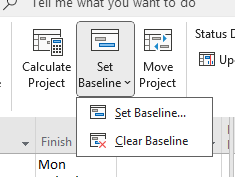 Tell me what you want to do
Calculate Project
Set Baseline
Move Project
Status D
Up
Set Baseline...
Clear Baseline
Finish
Mon